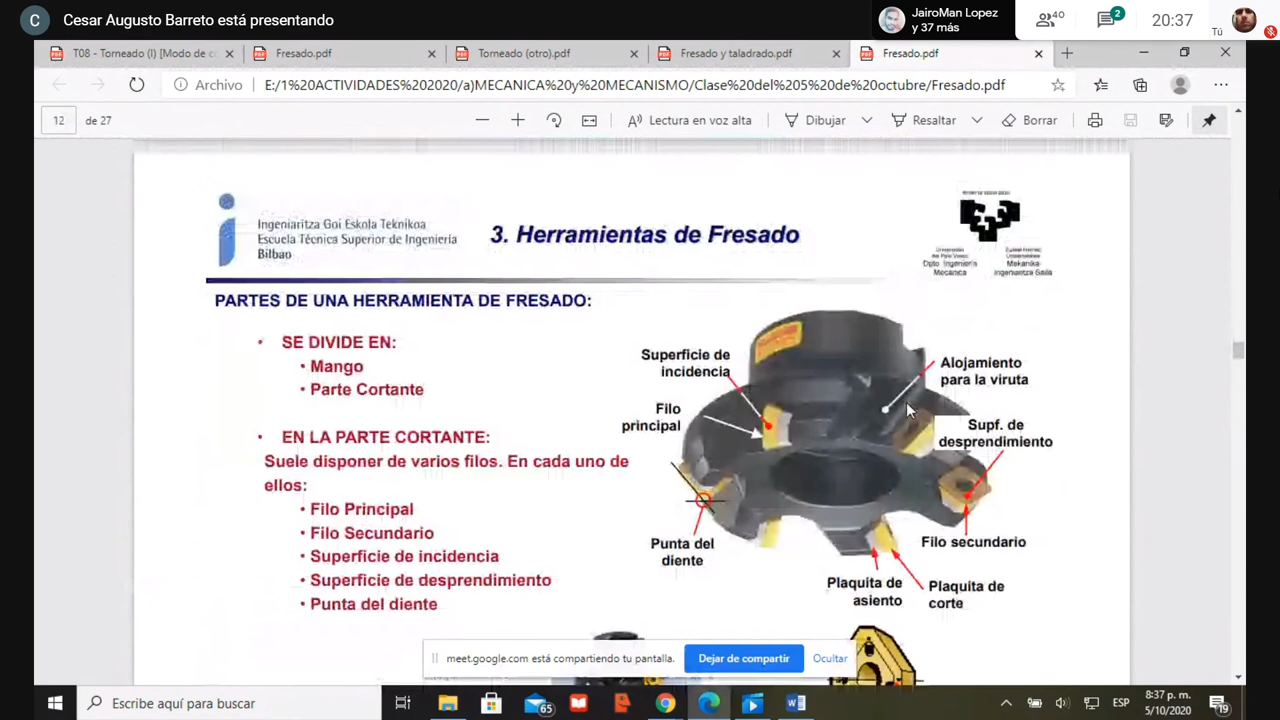 C
Cesar Augusto Barreto está presentando
JairoMan Lopez
y 37 más
40
2
20:37
Tú
T08 - Torneado (I) [Modo de c
Fresado.pdf
Torneado (otro).pdf
Fresado y taladrado.pdf
Fresado.pdf
Archivo
E:/1%20ACTIVIDADES%202020/a)MECANICA%20y%20MECANISMO/Clase%20del%205%20de%20octubre/Fresado.pdf
12
de 27
Lectura en voz alta
Dibujar
Resaltar
Borrar
Ingeniaritza Goi Eskola Teknikoa
Escuela Técnica Superior de Ingeniería
Bilbao
3. Herramientas de Fresado
Dpto. Ingeniería
Mecánica
Mekanika
Ingeniaritza Saila
PARTES DE UNA HERRAMIENTA DE FRESADO:
• SE DIVIDE EN:
• Mango
• Parte Cortante
• EN LA PARTE CORTANTE:
Suele disponer de varios filos. En cada uno de
ellos:
• Filo Principal
• Filo Secundario
• Superficie de incidencia
• Superficie de desprendimiento
• Punta del diente
Superficie de
incidencia
Filo
principal
Punta del
diente
Alojamiento
para la viruta
Supf. de
desprendimiento
Filo secundario
Plaquita de
asiento
Plaquita de
corte
meet.google.com está compartiendo tu pantalla.
Dejar de compartir
Ocultar
Escribe aquí para buscar
65
ESP
8:37 p. m.
5/10/2020
19